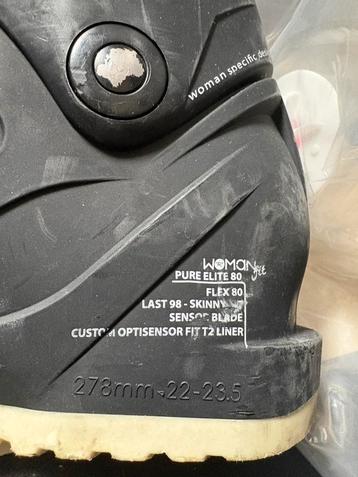 woman specific
WOMAN fit
PURE ELITE 80
FLEX 80
LAST 98 - SKINNY
SENSOR BLADE
CUSTOM OPTISENSOR FIT T2 LINER
278mm-22-23.5